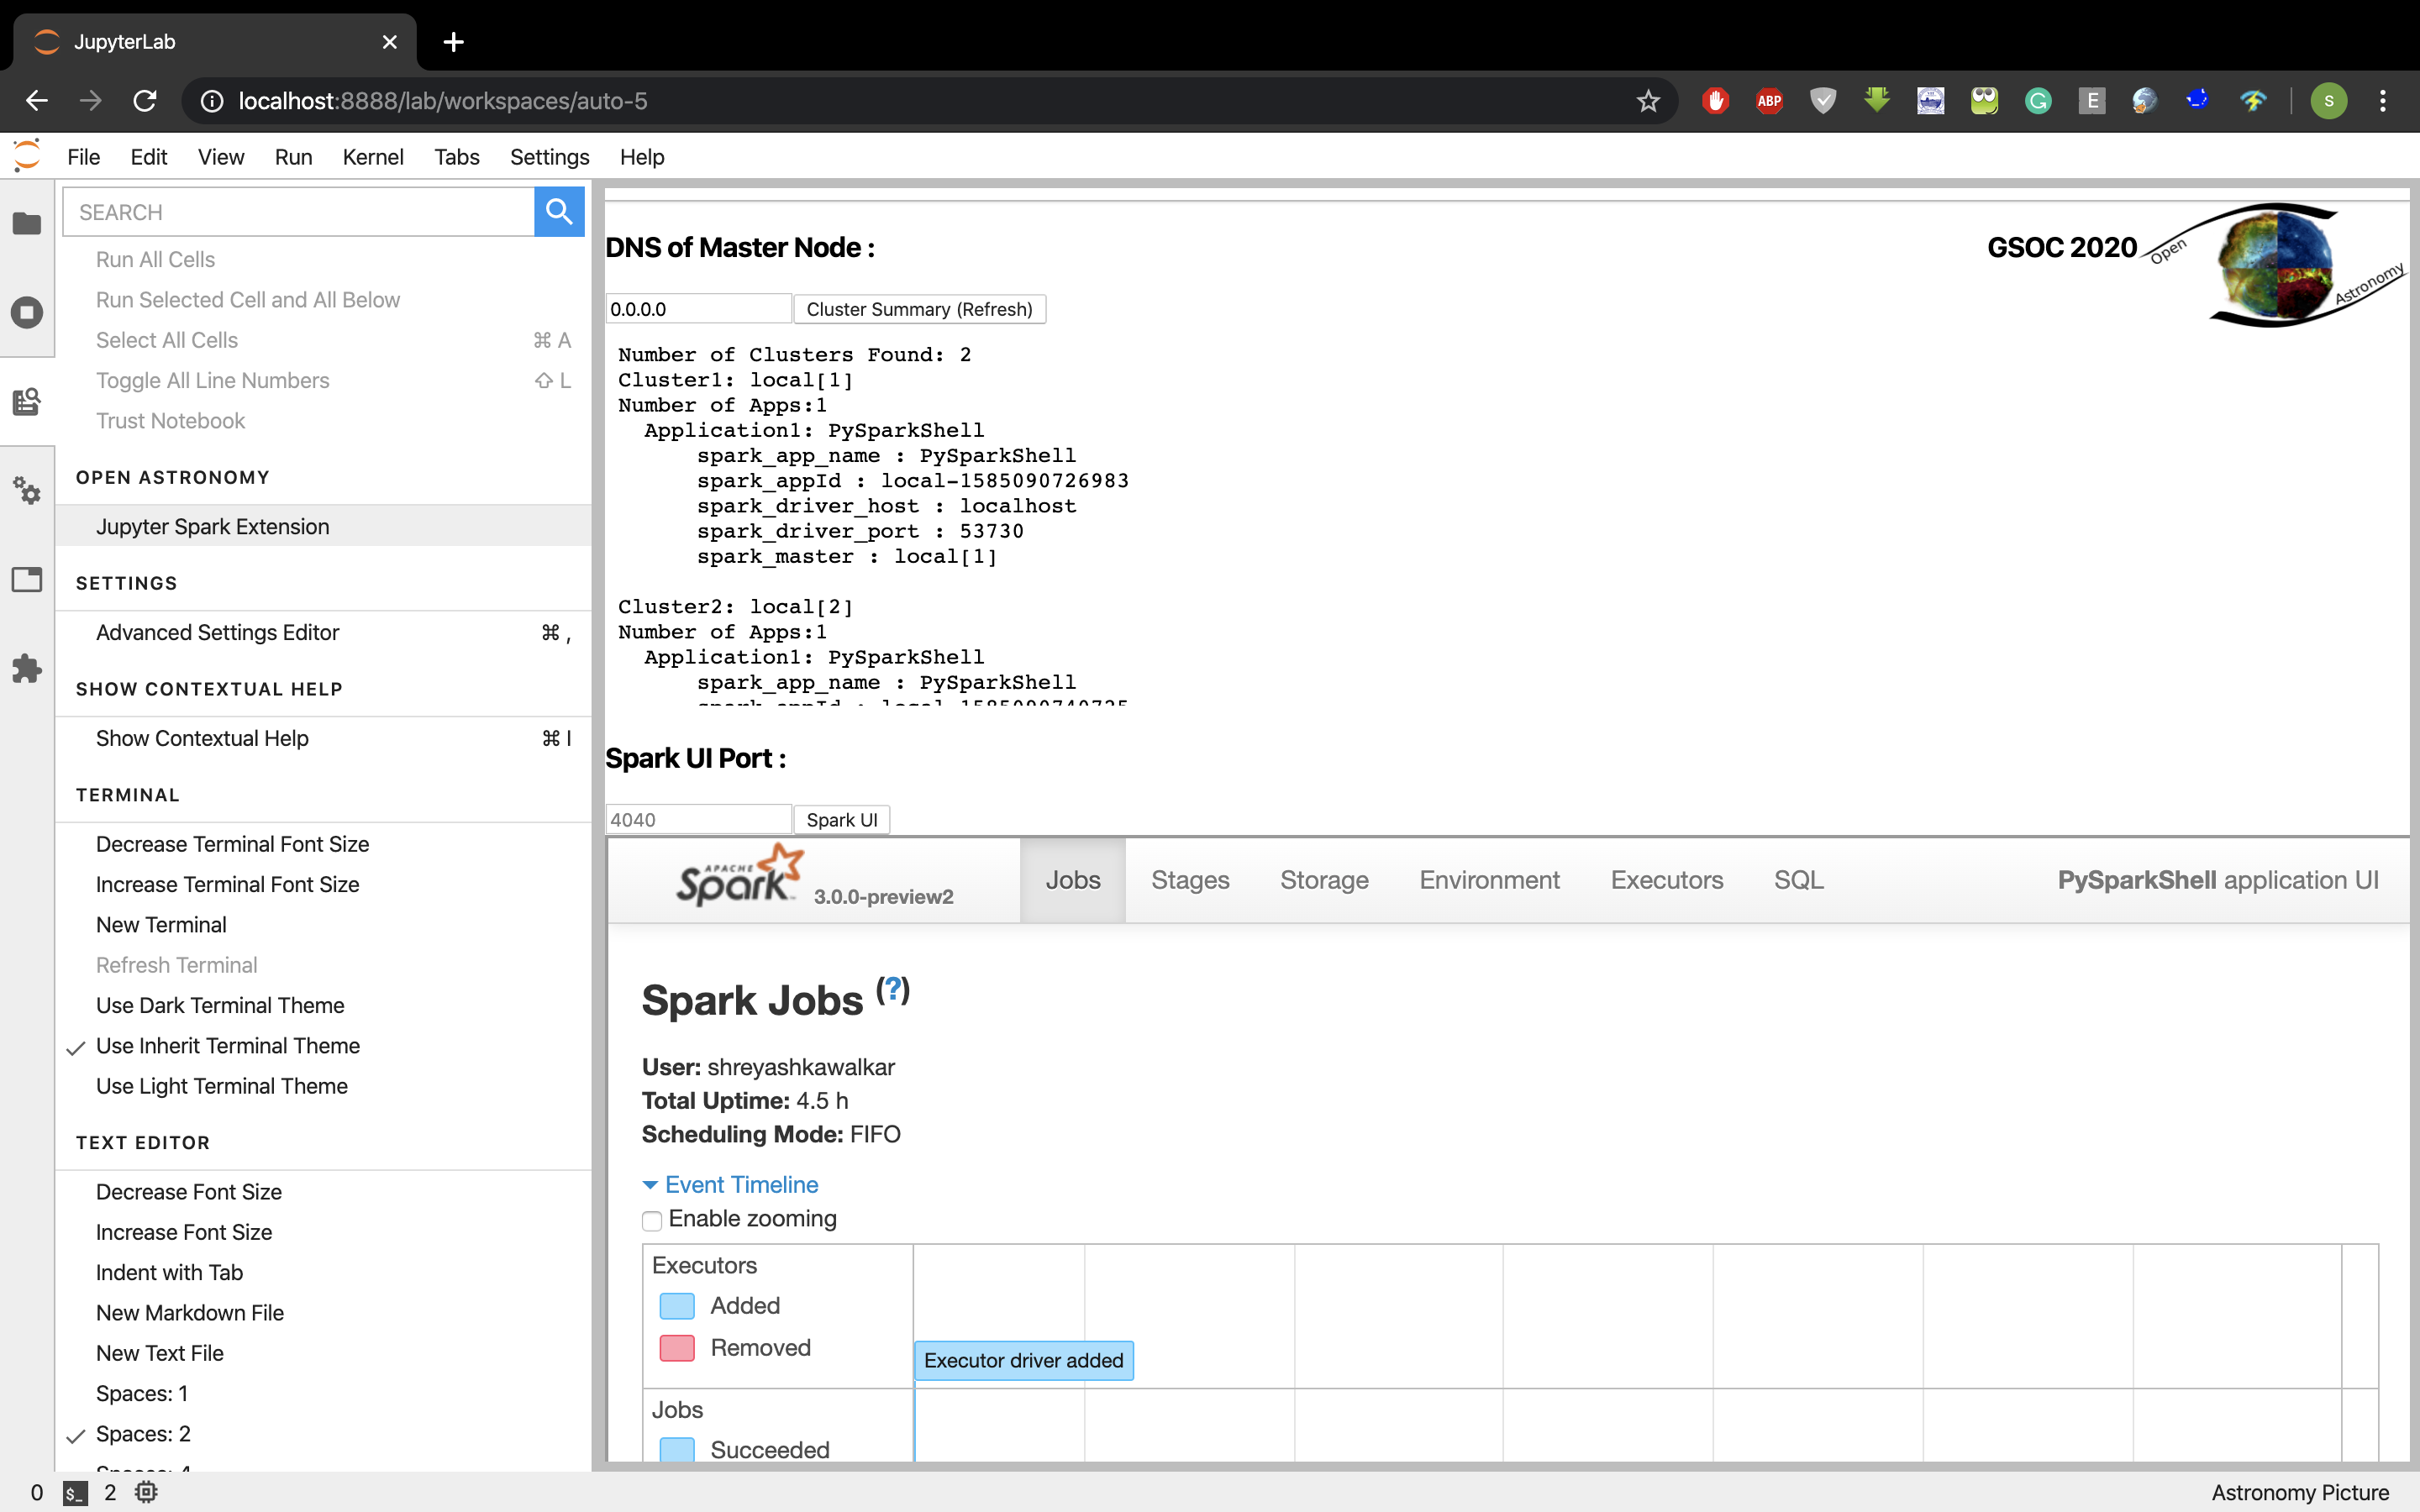 JupyterLab
localhost:8888/lab/workspaces/auto-5
ABP
G
E
S
File Edit View Run Kernel Tabs Settings Help
SEARCH
Run All Cells
Run Selected Cell and All Below
Select All Cells ⌘ A
Toggle All Line Numbers ⇧ L
Trust Notebook
OPEN ASTRONOMY
Jupyter Spark Extension
SETTINGS
Advanced Settings Editor ⌘ ,
SHOW CONTEXTUAL HELP
Show Contextual Help ⌘ I
TERMINAL
Decrease Terminal Font Size
Increase Terminal Font Size
New Terminal
Refresh Terminal
Use Dark Terminal Theme
Use Inherit Terminal Theme
Use Light Terminal Theme
TEXT EDITOR
Decrease Font Size
Increase Font Size
Indent with Tab
New Markdown File
New Text File
Spaces: 1
Spaces: 2
Spaces: 4
DNS of Master Node :
GSOC 2020
Open
Astronomy
0.0.0.0 Cluster Summary (Refresh)
Number of Clusters Found: 2
Cluster1: local[1]
Number of Apps:1
Application1: PySparkShell
spark_app_name : PySparkShell
spark_appId : local-1585090726983
spark_driver_host : localhost
spark_driver_port : 53730
spark_master : local[1]
Cluster2: local[2]
Number of Apps:1
Application1: PySparkShell
spark_app_name : PySparkShell
spark_appId : local-1585090740725
Spark UI Port :
4040 Spark UI
APACHE
Spark 3.0.0-preview2
Jobs Stages Storage Environment Executors SQL
PySparkShell application UI
Spark Jobs (?)
User: shreyashkawalkar
Total Uptime: 4.5 h
Scheduling Mode: FIFO
Event Timeline
Enable zooming
Executors
Added
Removed
Executor driver added
Jobs
Succeeded
0 $_ 2
Astronomy Picture